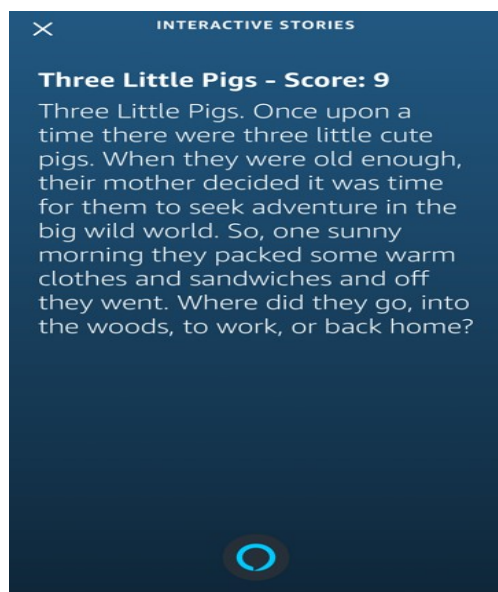 INTERACTIVE STORIES
Three Little Pigs - Score: 9
Three Little Pigs. Once upon a
time there were three little cute
pigs. When they were old enough,
their mother decided it was time
for them to seek adventure in the
big wild world. So, one sunny
morning they packed some warm
clothes and sandwiches and off
they went. Where did they go, into
the woods, to work, or back home?